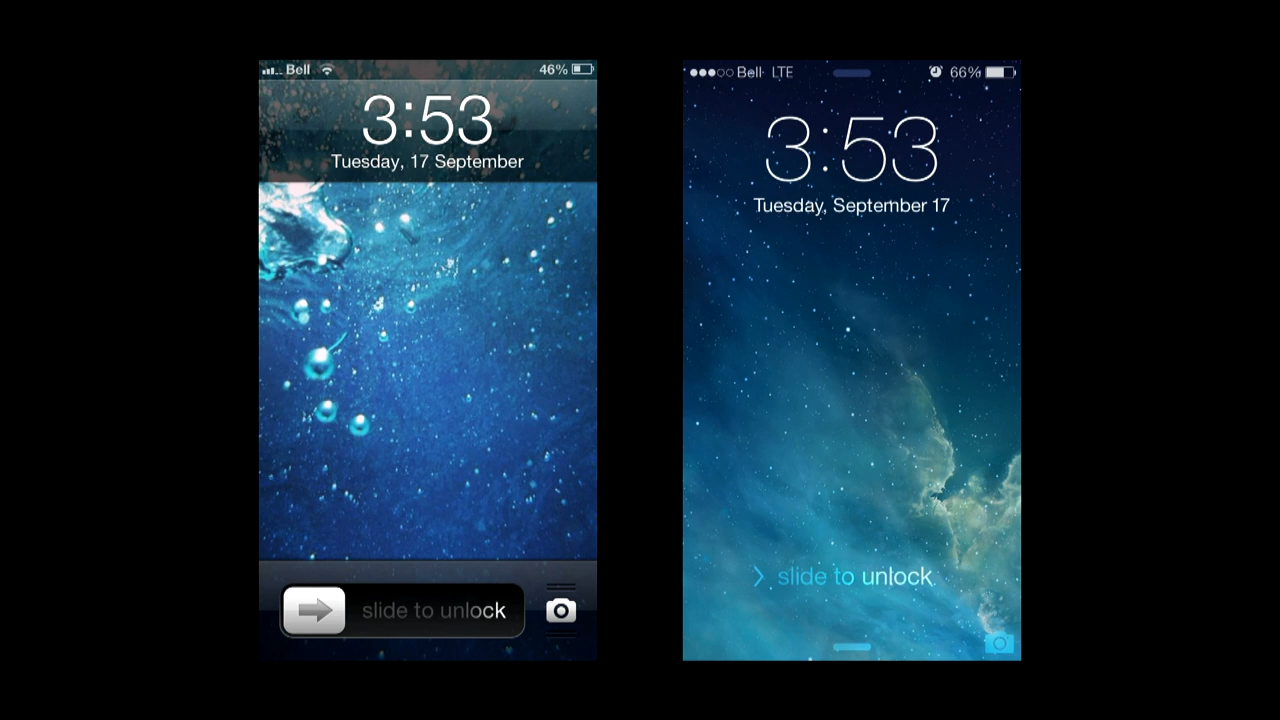 Bell 46%
3:53
Tuesday, 17 September
slide to unlock
Bell LTE 66%
3:53
Tuesday, September 17
slide to unlock